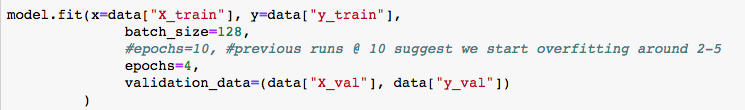 model.fit(x=data["X_train"], y=data["y_train"],
batch_size=128,
#epochs=10, #previous runs @ 10 suggest we start overfitting around 2-5
epochs=4,
validation_data=(data["X_val"], data["y_val"])
)